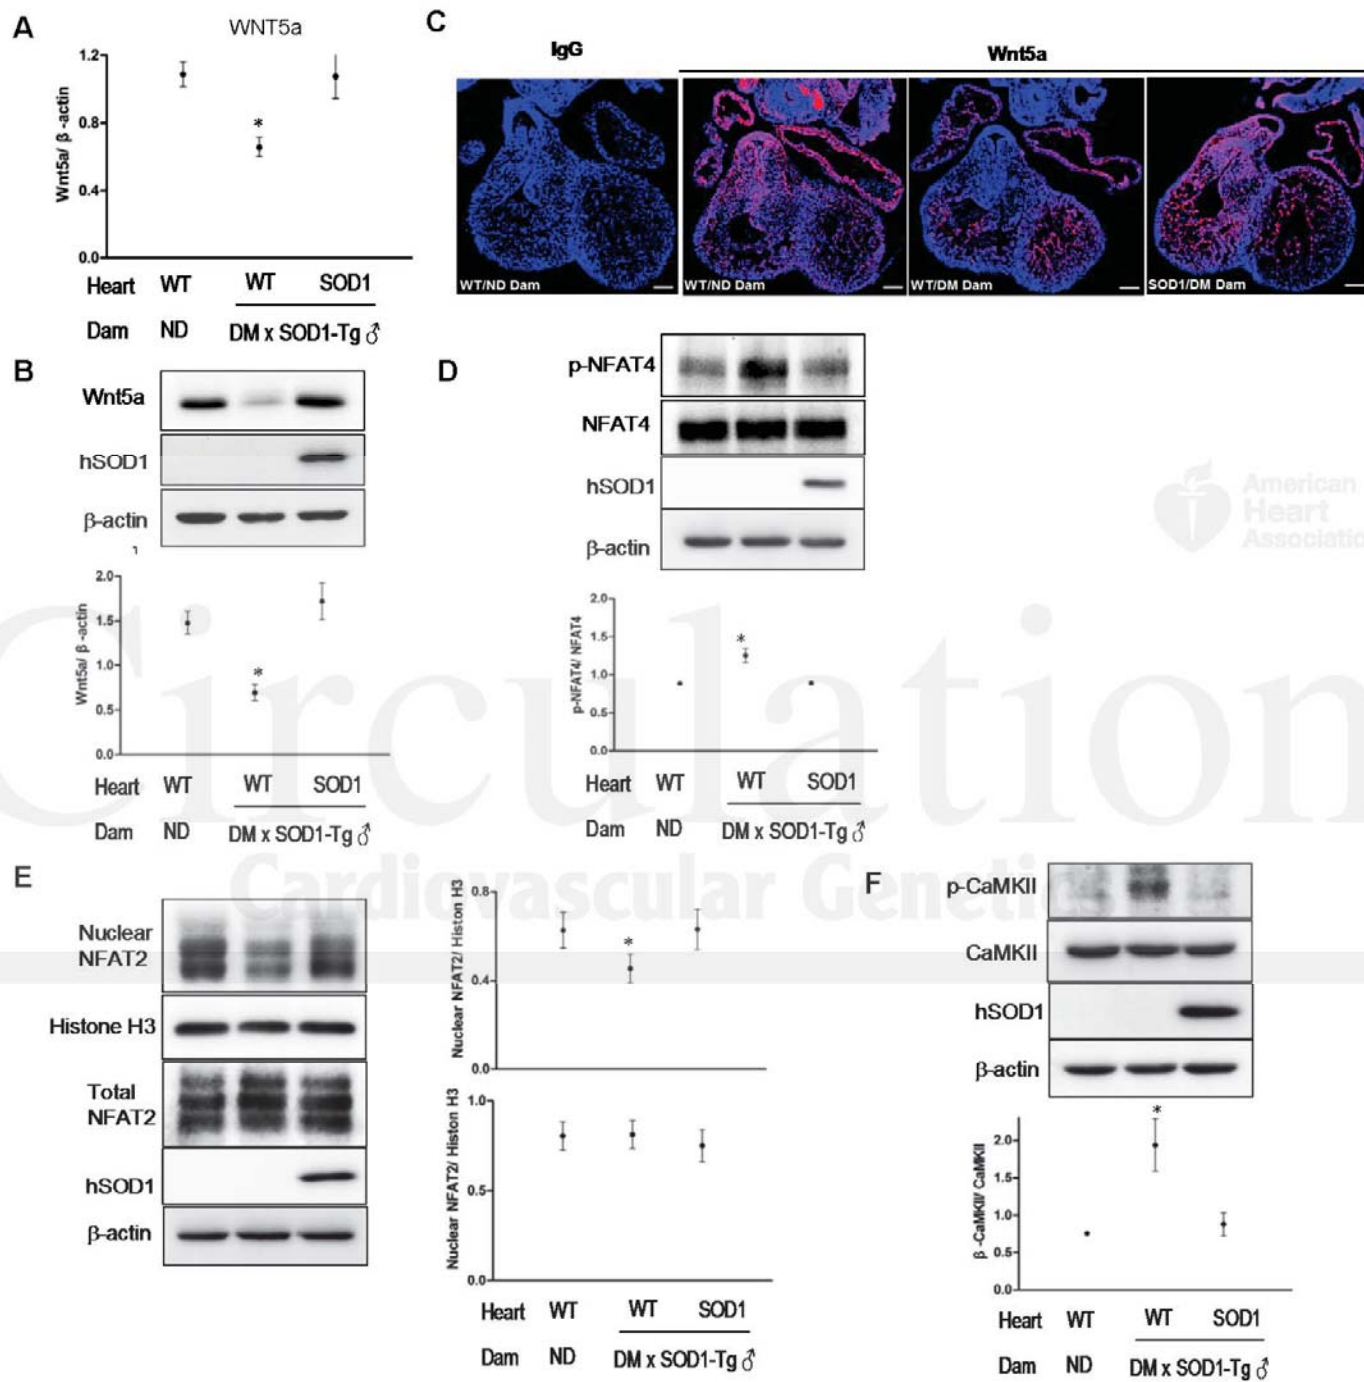 A
WNT5a
1.2
0.8
0.4
0.0
Wnt5a/ β -actin
*
Heart WT WT SOD1
Dam ND DM x SOD1-Tg ♂
C
IgG Wnt5a
WT/ND Dam WT/ND Dam WT/DM Dam SOD1/DM Dam
B
Wnt5a
hSOD1
β-actin
2.0
1.5
1.0
0.5
0.0
Wnt5a/ β -actin
*
Heart WT WT SOD1
Dam ND DM x SOD1-Tg ♂
D
p-NFAT4
NFAT4
hSOD1
β-actin
2.0
1.5
1.0
0.5
0.0
p-NFAT4/ NFAT4
*
Heart WT WT SOD1
Dam ND DM x SOD1-Tg ♂
American
Heart
Associatio
Circulation
Cardiovascular Genetic
E
Nuclear
NFAT2
Histone H3
Total
NFAT2
hSOD1
β-actin
0.8
0.4
0.0
Nuclear NFAT2/ Histon H3
*
1.0
0.5
0.0
Nuclear NFAT2/ Histon H3
Heart WT WT SOD1
Dam ND DM x SOD1-Tg ♂
F
p-CaMKII
CaMKII
hSOD1
β-actin
2.0
1.5
1.0
0.5
0.0
β -CaMKII/ CaMKII
*
Heart WT WT SOD1
Dam ND DM x SOD1-Tg ♂